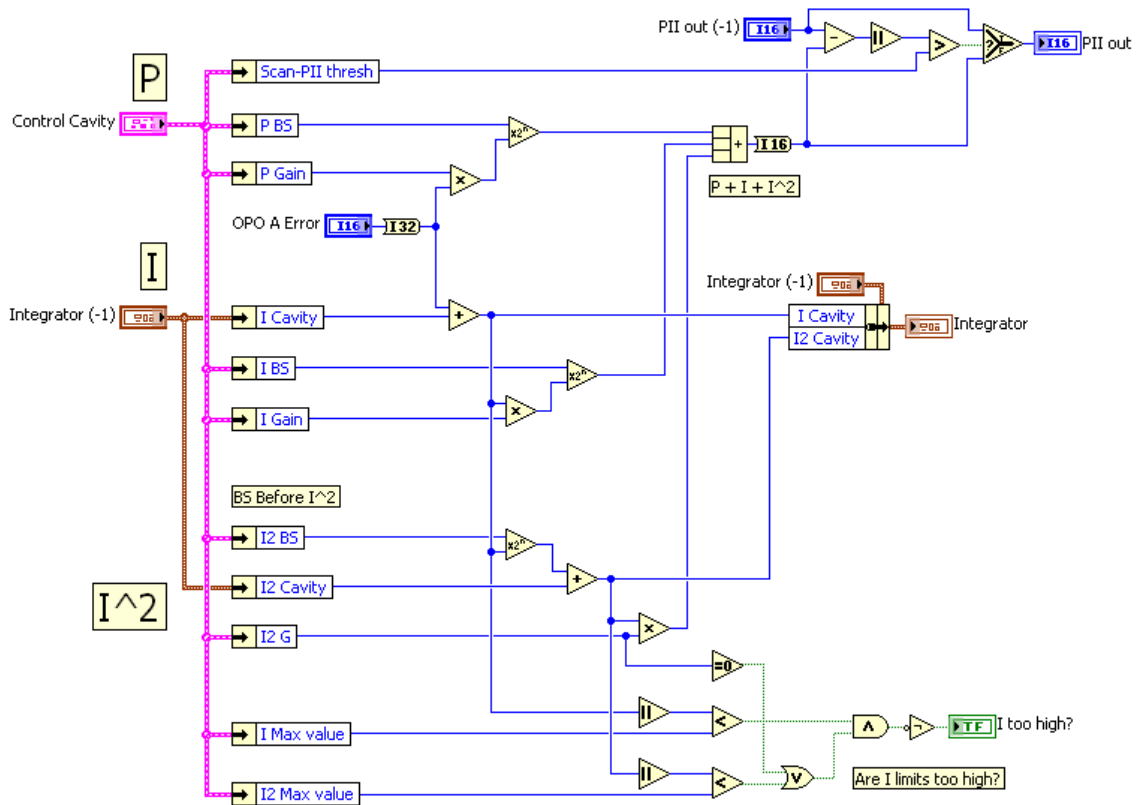 PII out (-1)
I16
I16
PII out
P
Scan-PII thresh
Control Cavity
P BS
x2ⁿ
+
I16
P Gain
x
P + I + I^2
OPO A Error
I16
I32
I
Integrator (-1)
Integrator (-1)
I Cavity
+
I Cavity
Integrator
I2 Cavity
I BS
x2ⁿ
I Gain
x
BS Before I^2
I2 BS
x2ⁿ
I2 Cavity
+
I^2
I2 G
x
=0
I Max value
<
∧
TF
I too high?
I2 Max value
<
∨
Are I limits too high?